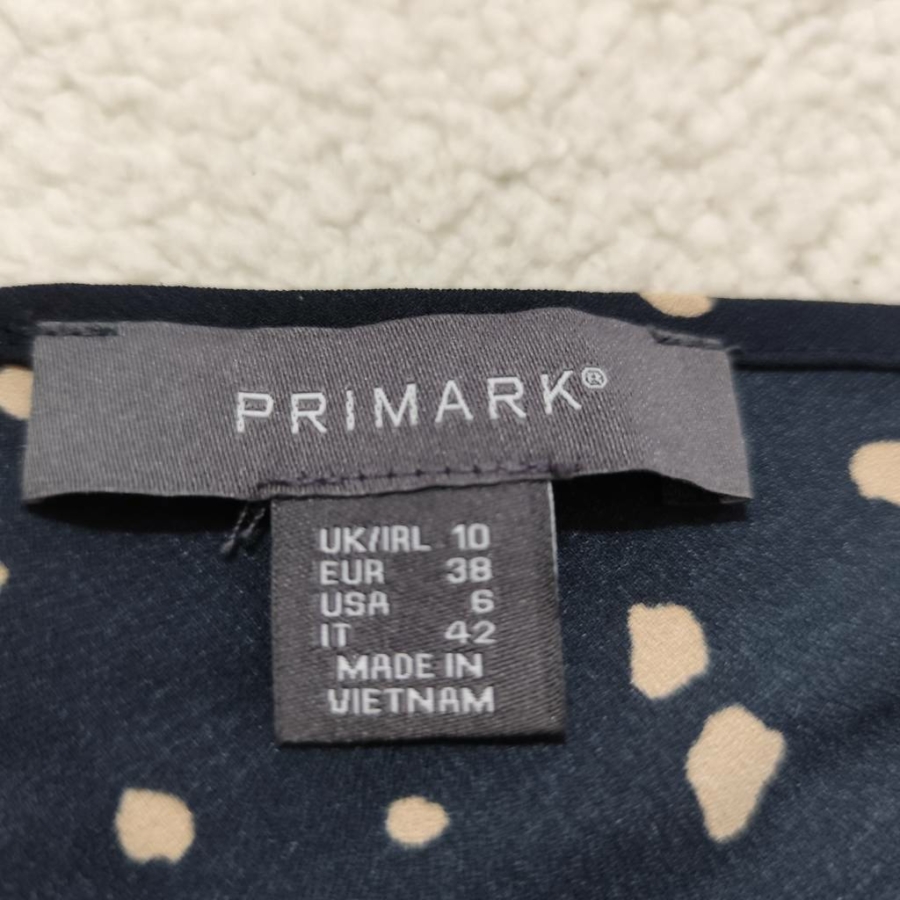 PRIMARK®
UK/IRL 10
EUR 38
USA 6
IT 42
MADE IN
VIETNAM